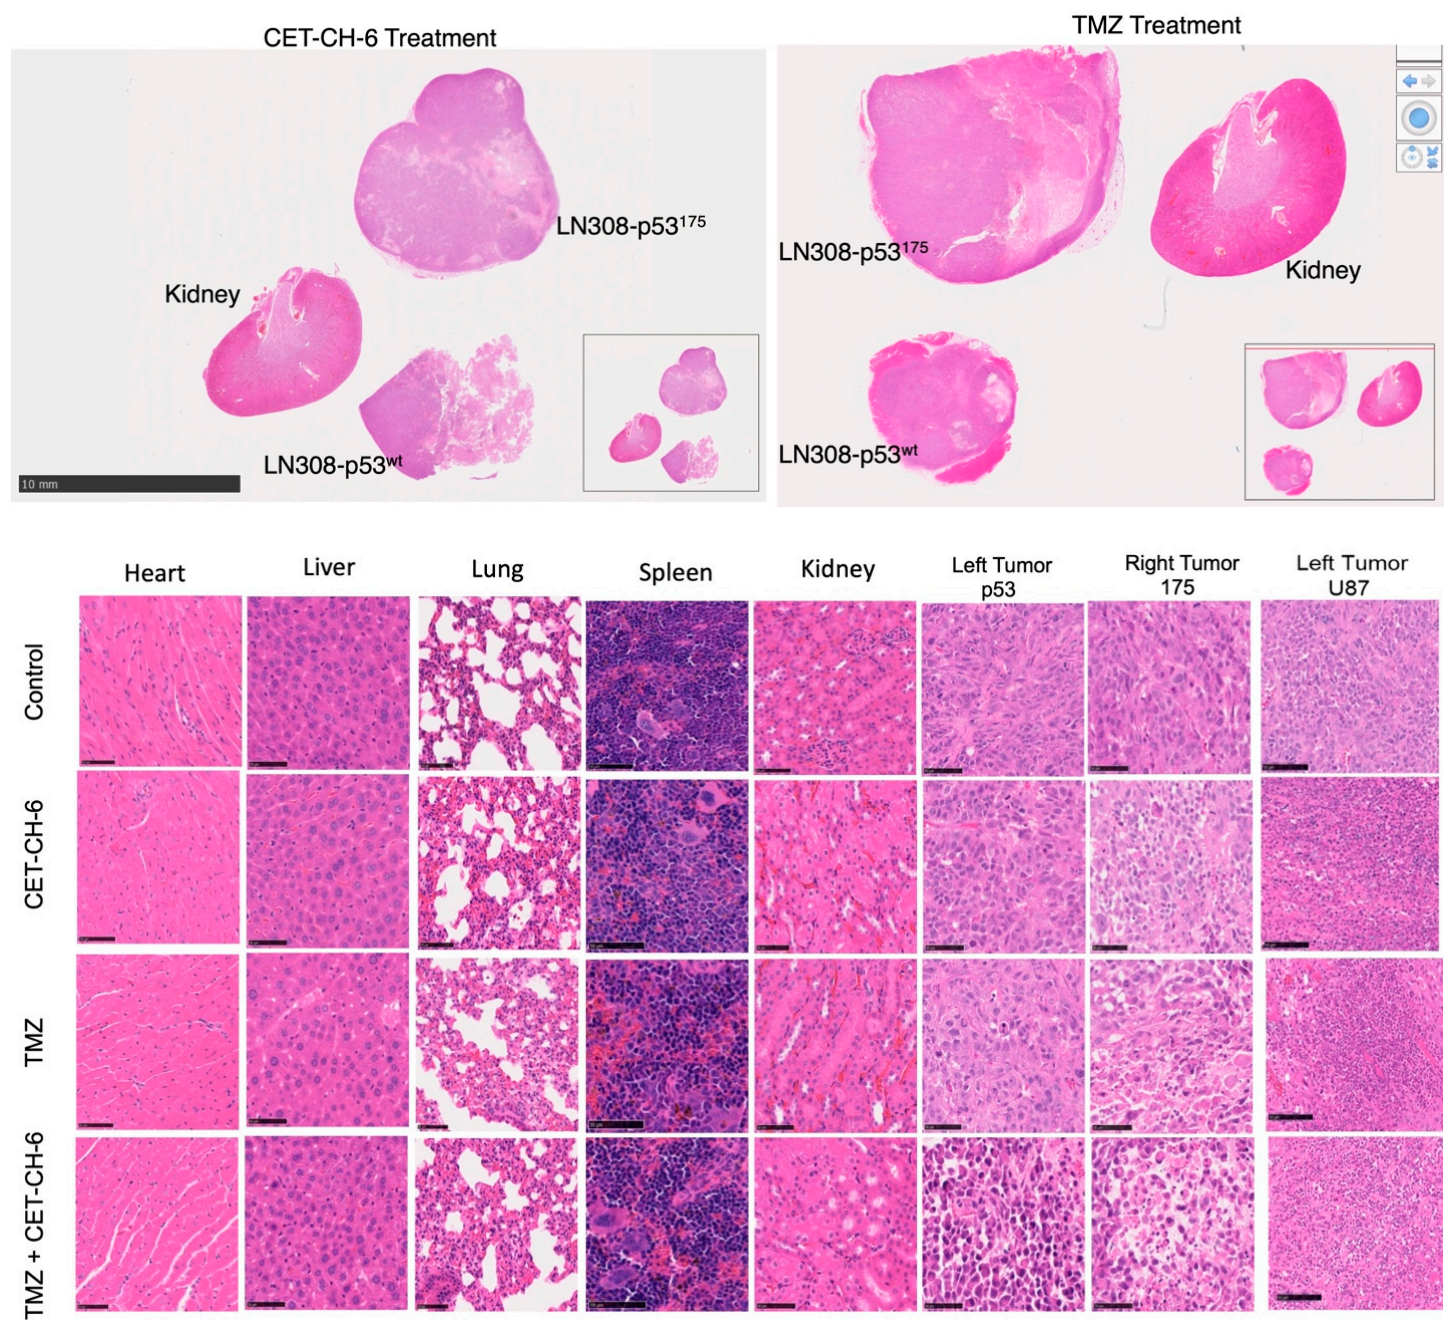 CET-CH-6 Treatment
TMZ Treatment
LN308-p53¹⁷⁵
Kidney
LN308-p53ʷᵗ
10 mm
LN308-p53¹⁷⁵
Kidney
LN308-p53ʷᵗ
Heart
Liver
Lung
Spleen
Kidney
Left Tumor
p53
Right Tumor
175
Left Tumor
U87
Control
CET-CH-6
TMZ
TMZ + CET-CH-6